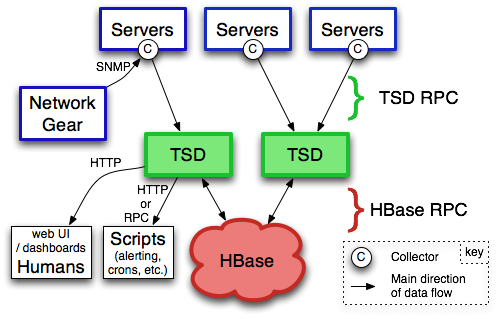 Servers
Servers
Servers
C
C
C
SNMP
Network
Gear
TSD RPC
TSD
TSD
HTTP
HTTP
or
RPC
HBase RPC
web UI
/ dashboards
Humans
Scripts
(alerting,
crons, etc.)
HBase
key
C Collector
Main direction
of data flow